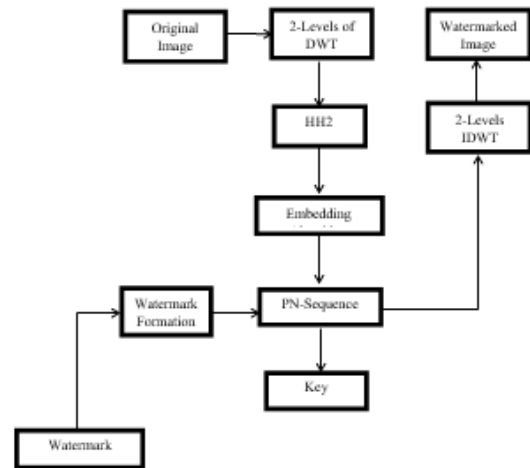 Original
Image
2-Levels of
DWT
Watermarked
Image
HH2
2-Levels
IDWT
Embedding
Watermark
Formation
PN-Sequence
Key
Watermark